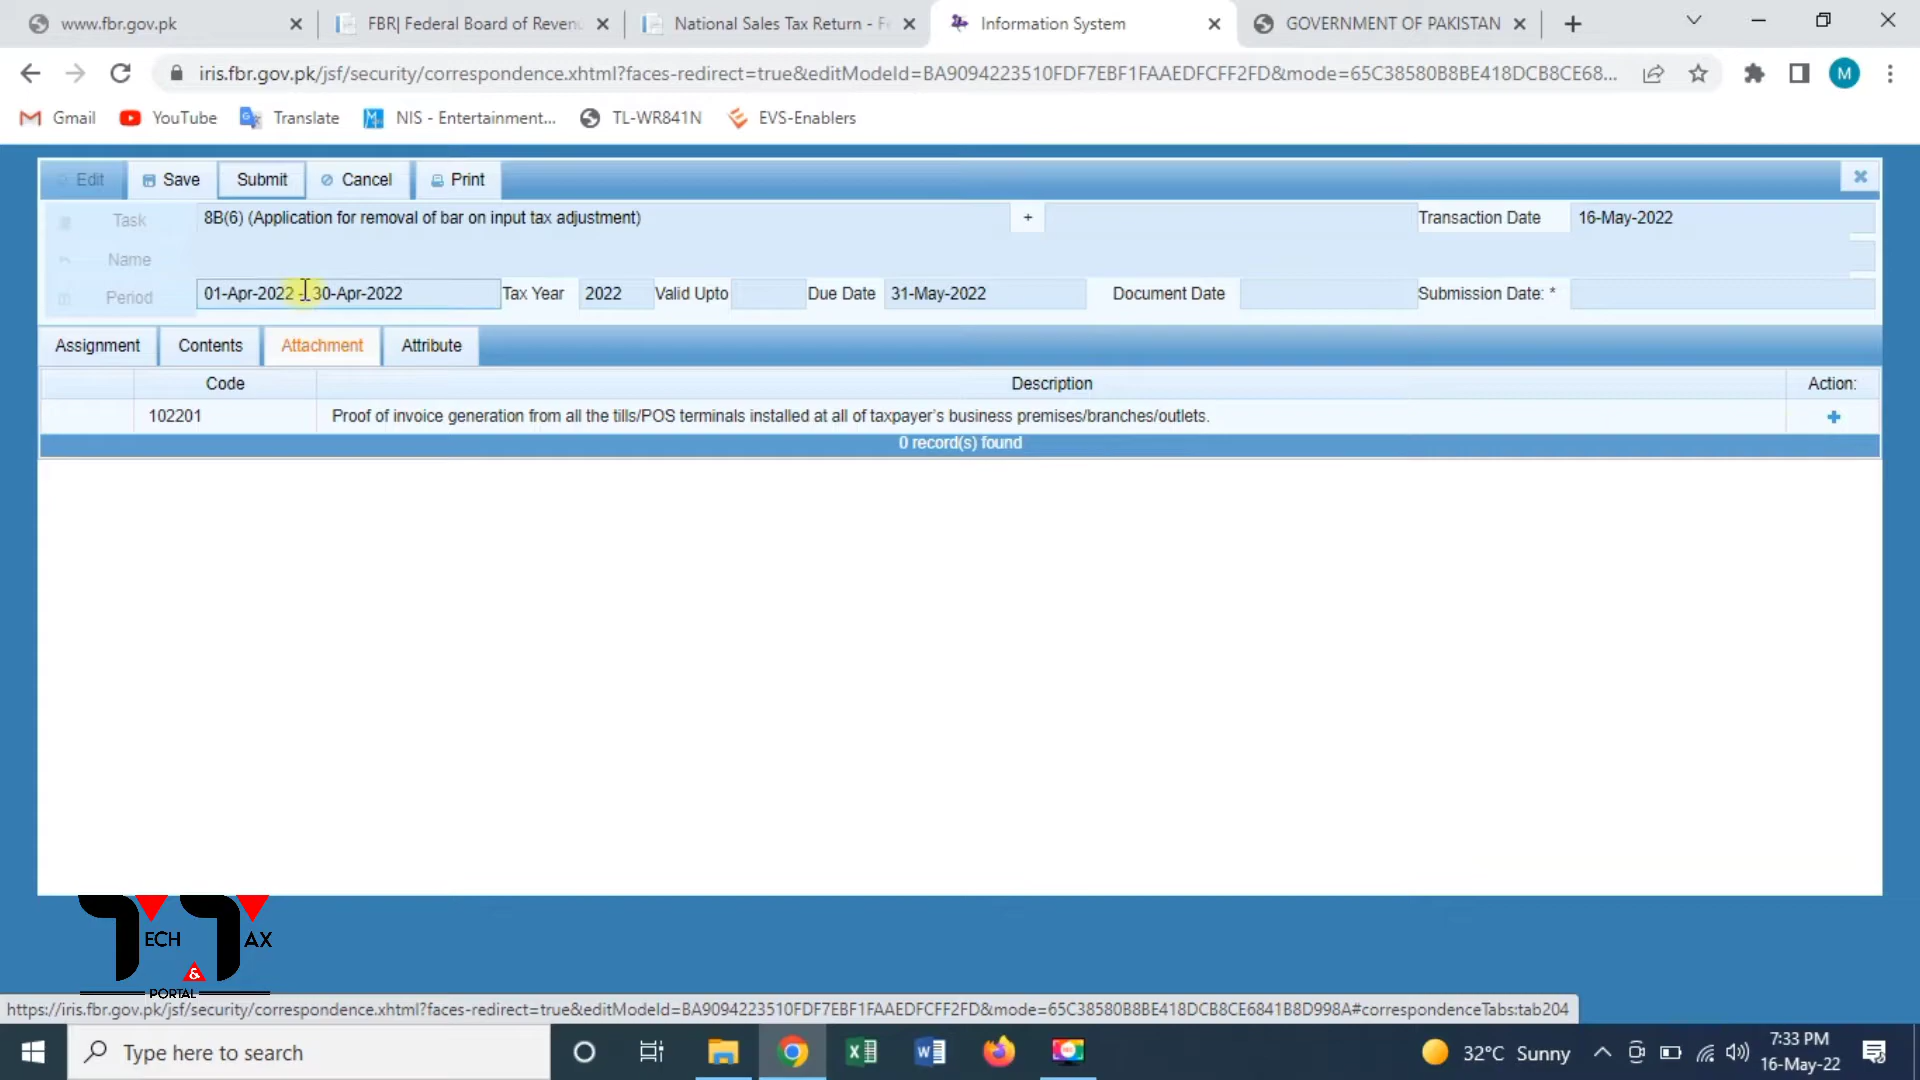 www.fbr.gov.pk
FBR| Federal Board of Revenu
National Sales Tax Return - Fe
Information System
GOVERNMENT OF PAKISTAN
iris.fbr.gov.pk/jsf/security/correspondence.xhtml?faces-redirect=true&editModeId=BA9094223510FDF7EBF1FAAEDFCFF2FD&mode=65C38580B8BE418DCB8CE68...
M
Gmail
YouTube
Translate
NIS - Entertainment...
TL-WR841N
EVS-Enablers
Edit
Save
Submit
Cancel
Print
Task
8B(6) (Application for removal of bar on input tax adjustment)
+
Transaction Date
16-May-2022
Name
Period
01-Apr-2022 - 30-Apr-2022
Tax Year
2022
Valid Upto
Due Date
31-May-2022
Document Date
Submission Date: *
Assignment
Contents
Attachment
Attribute
Code
Description
Action:
102201
Proof of invoice generation from all the tills/POS terminals installed at all of taxpayer's business premises/branches/outlets.
0 record(s) found
TECH & TAX
PORTAL
https://iris.fbr.gov.pk/jsf/security/correspondence.xhtml?faces-redirect=true&editModeId=BA9094223510FDF7EBF1FAAEDFCFF2FD&mode=65C38580B8BE418DCB8CE6841B8D998A#correspondenceTabs:tab204
Type here to search
32°C Sunny
7:33 PM
16-May-22